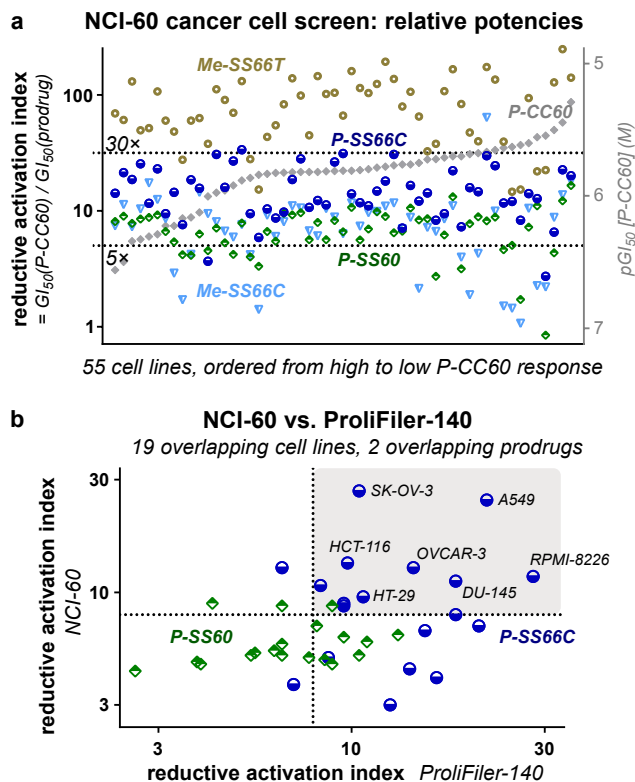 a
NCI-60 cancer cell screen: relative potencies
reductive activation index
= GI50(P-CC60) / GI50(prodrug)
100
10
1
Me-SS66T
P-SS66C
P-CC60
30×
5×
P-SS60
Me-SS66C
5
6
7
pGI50 [P-CC60] (M)
55 cell lines, ordered from high to low P-CC60 response
b
NCI-60 vs. ProliFiler-140
19 overlapping cell lines, 2 overlapping prodrugs
reductive activation index
NCI-60
30
10
3
SK-OV-3
A549
HCT-116
OVCAR-3
RPMI-8226
HT-29
DU-145
P-SS60
P-SS66C
3
10
30
reductive activation index ProliFiler-140